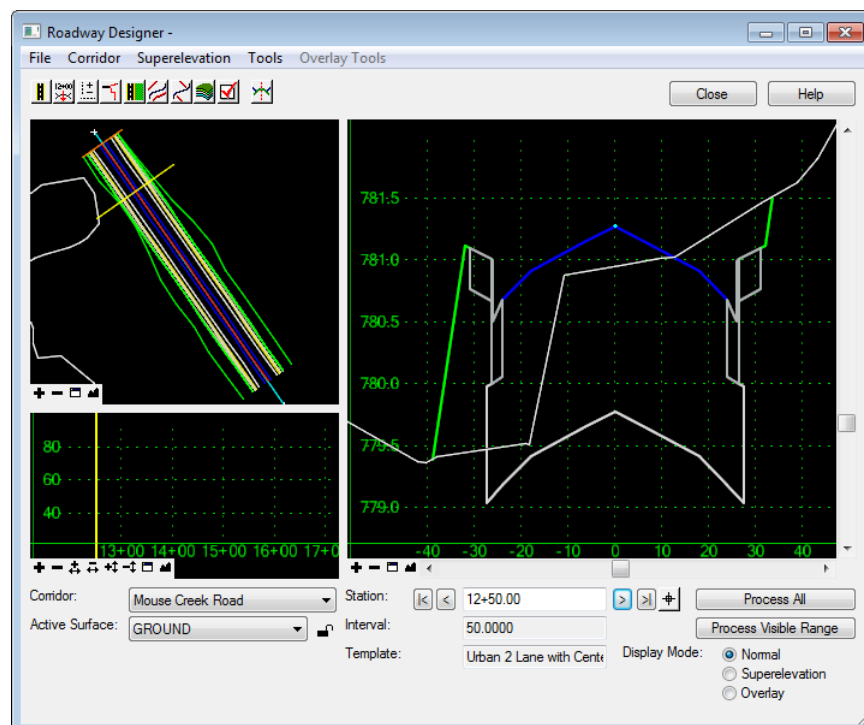 Roadway Designer -
File Corridor Superelevation Tools Overlay Tools
12+00
Close Help
781.5
781.0
780.5
780.0
779.5
779.0
-40 -30 -20 -10 0 10 20 30 40
80
60
40
13+00 14+00 15+00 16+00 17+0
Corridor: Mouse Creek Road
Active Surface: GROUND
Station: |< < 12+50.00 > >| Process All
Interval: 50.0000 Process Visible Range
Template: Urban 2 Lane with Cente
Display Mode: Normal
Superelevation
Overlay